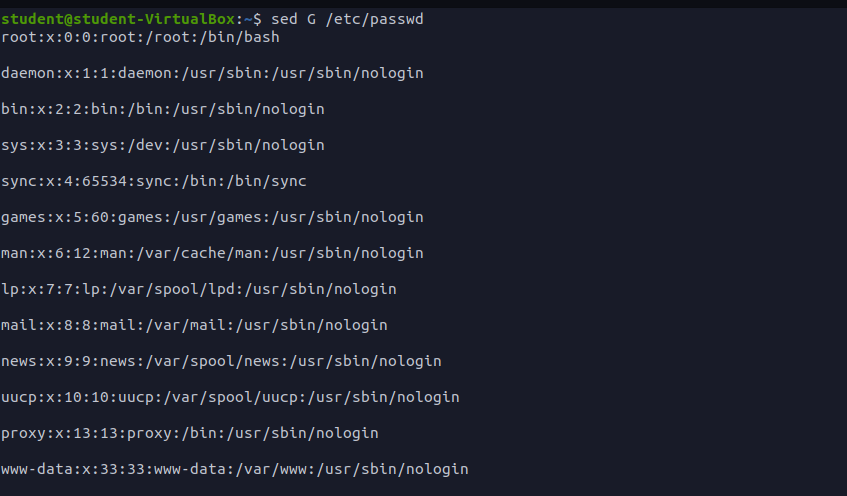 student@student-VirtualBox:~$ sed G /etc/passwd
root:x:0:0:root:/root:/bin/bash
daemon:x:1:1:daemon:/usr/sbin:/usr/sbin/nologin
bin:x:2:2:bin:/bin:/usr/sbin/nologin
sys:x:3:3:sys:/dev:/usr/sbin/nologin
sync:x:4:65534:sync:/bin:/bin/sync
games:x:5:60:games:/usr/games:/usr/sbin/nologin
man:x:6:12:man:/var/cache/man:/usr/sbin/nologin
lp:x:7:7:lp:/var/spool/lpd:/usr/sbin/nologin
mail:x:8:8:mail:/var/mail:/usr/sbin/nologin
news:x:9:9:news:/var/spool/news:/usr/sbin/nologin
uucp:x:10:10:uucp:/var/spool/uucp:/usr/sbin/nologin
proxy:x:13:13:proxy:/bin:/usr/sbin/nologin
www-data:x:33:33:www-data:/var/www:/usr/sbin/nologin